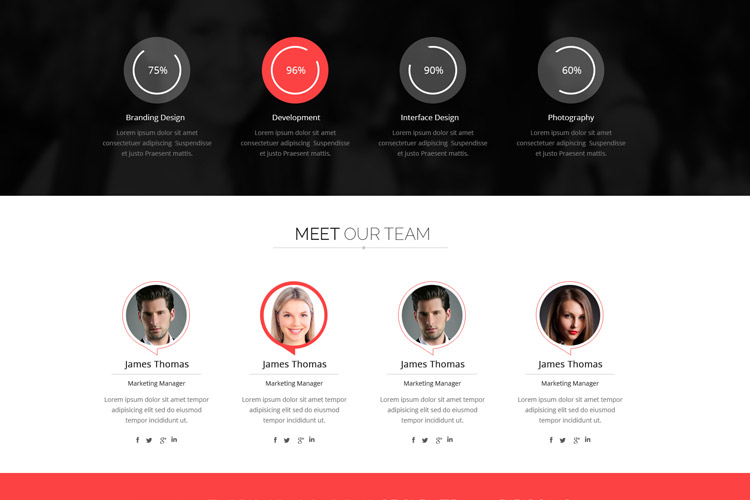 75% 96% 90% 60%
Branding Design Development Interface Design Photography
Lorem ipsum dolor sit amet Lorem ipsum dolor sit amet Lorem ipsum dolor sit amet Lorem ipsum dolor sit amet
consectetuer adipiscing Suspendisse consectetuer adipiscing Suspendisse consectetuer adipiscing Suspendisse consectetuer adipiscing Suspendisse
et justo Praesent mattis. et justo Praesent mattis. et justo Praesent mattis. et justo Praesent mattis.
MEET OUR TEAM
James Thomas James Thomas James Thomas James Thomas
Marketing Manager Marketing Manager Marketing Manager Marketing Manager
Lorem ipsum dolor sit amet tempor Lorem ipsum dolor sit amet tempor Lorem ipsum dolor sit amet tempor Lorem ipsum dolor sit amet tempor
adipisicing elit sed do eiusmod adipisicing elit sed do eiusmod adipisicing elit sed do eiusmod adipisicing elit sed do eiusmod
tempor incididunt ut. tempor incididunt ut. tempor incididunt ut. tempor incididunt ut.